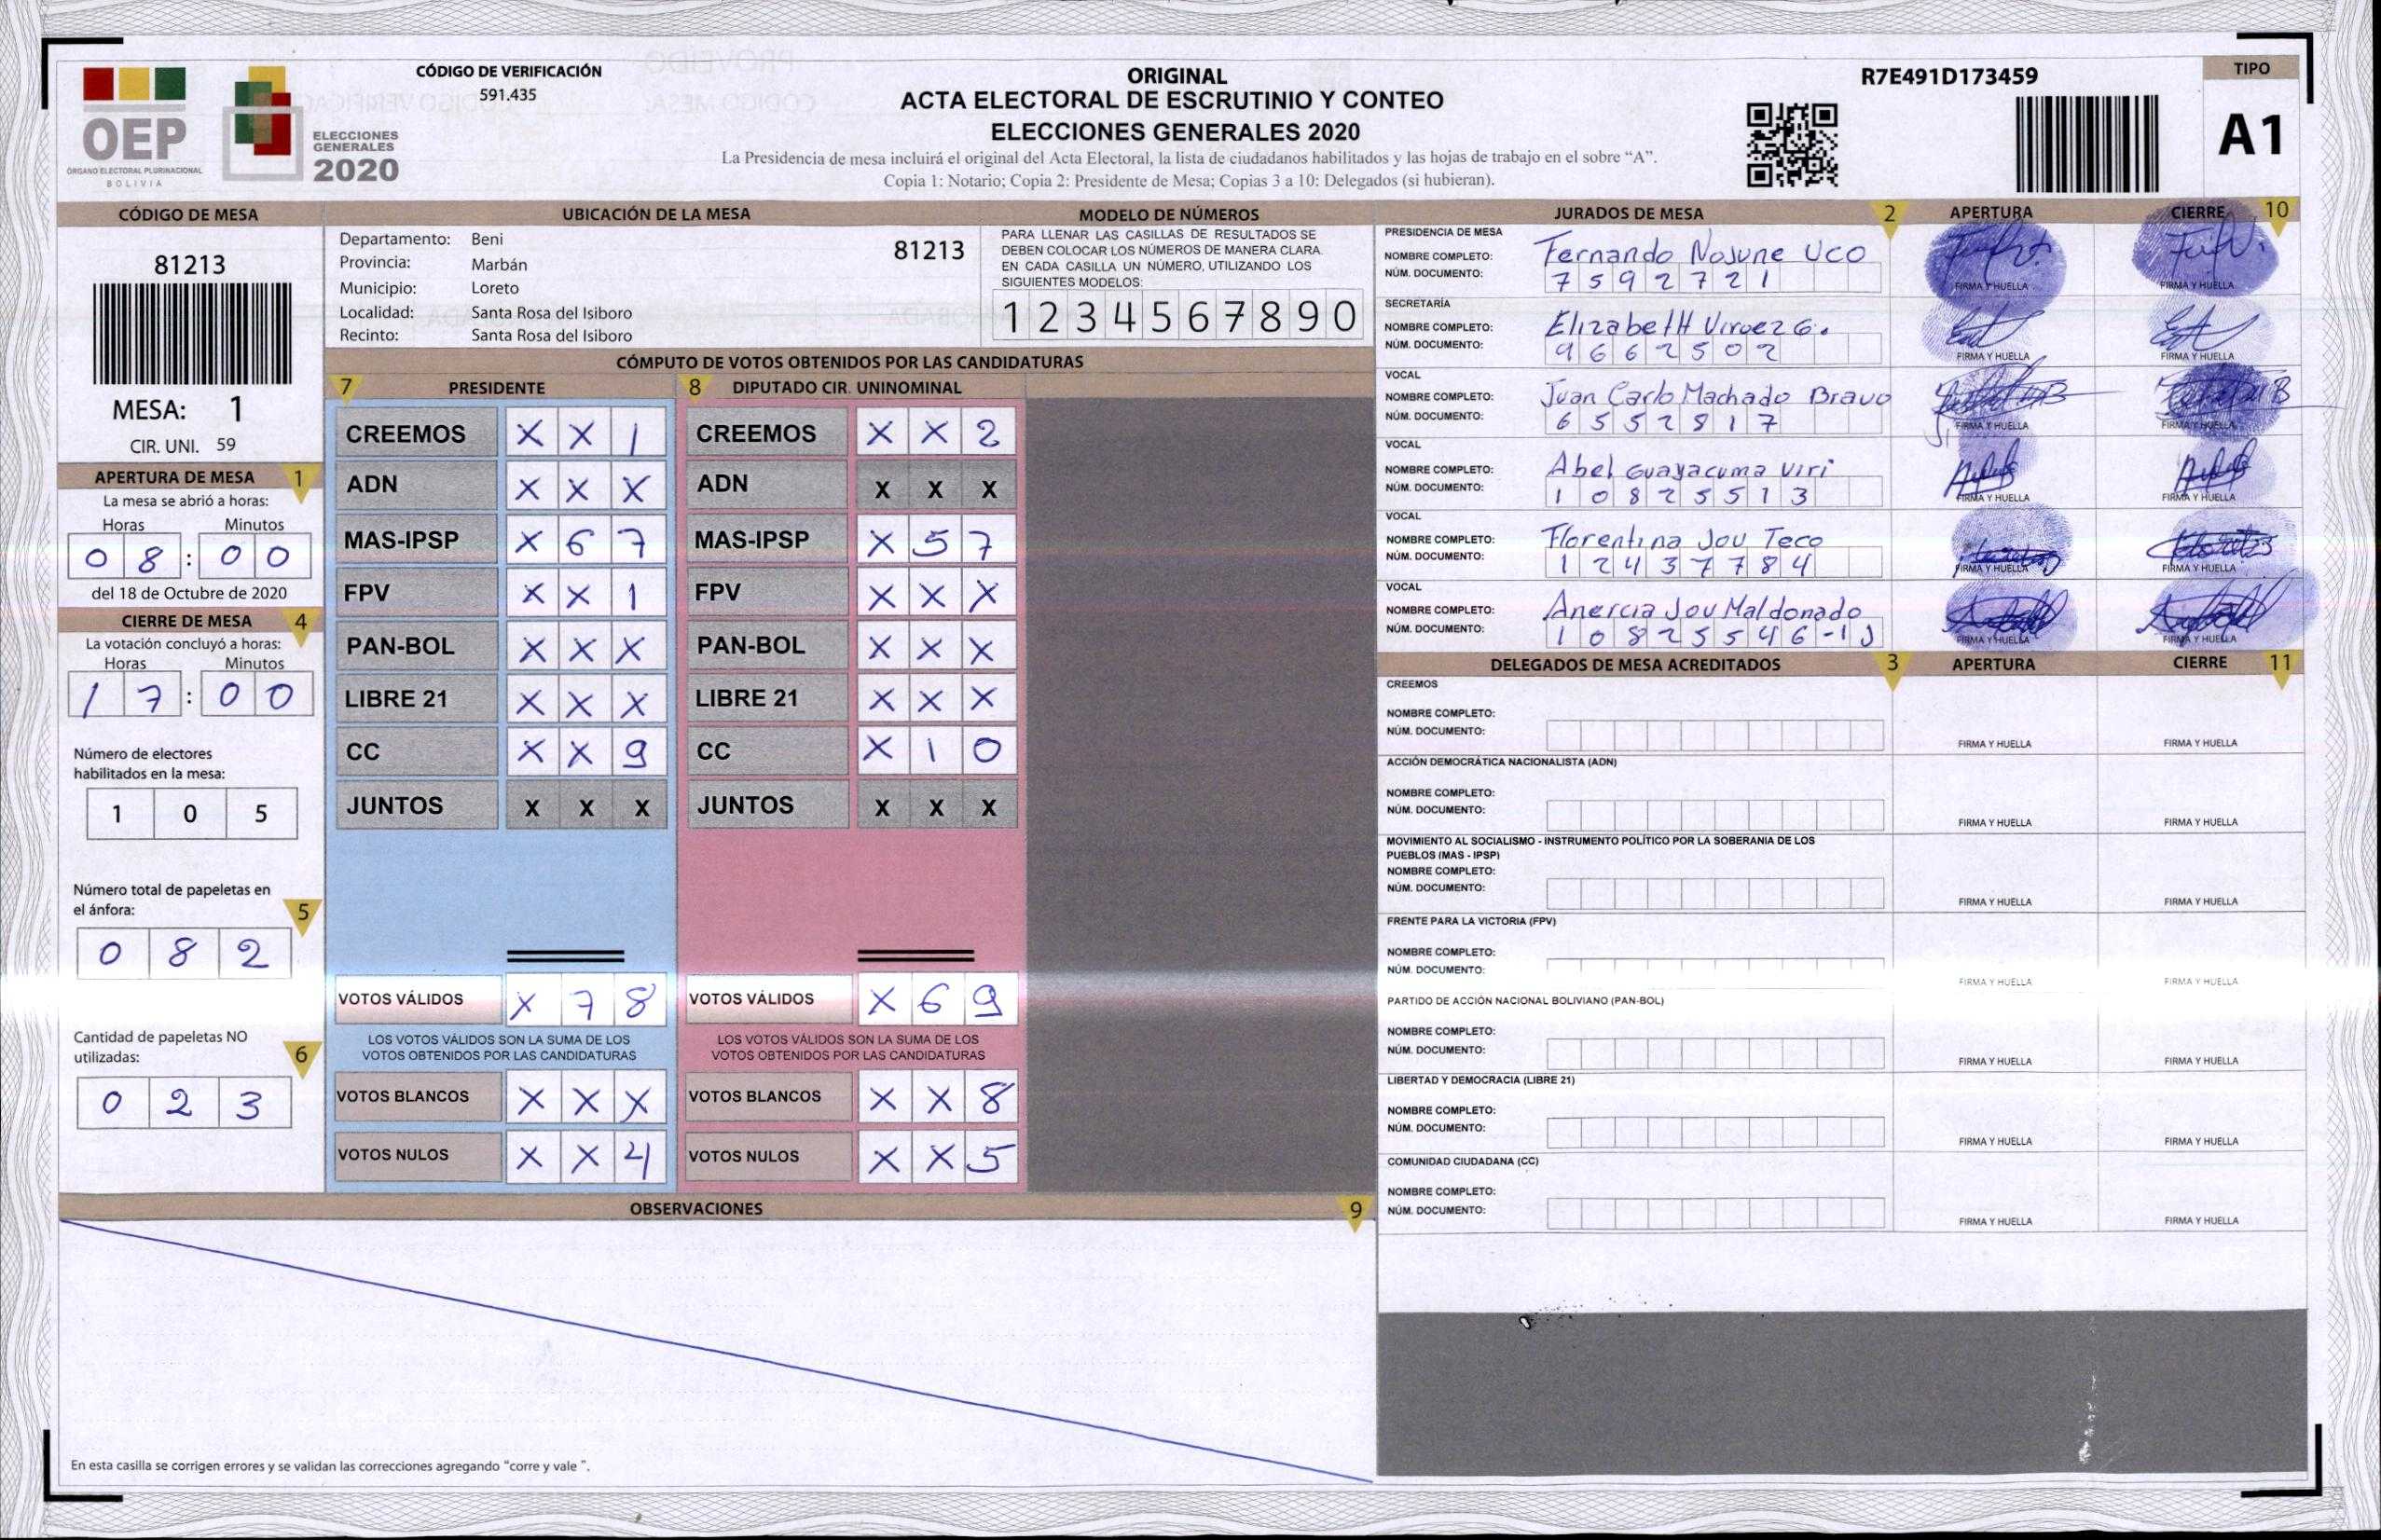 OEP
ÓRGANO ELECTORAL PLURINACIONAL
BOLIVIA
ELECCIONES
GENERALES
2020
CÓDIGO DE VERIFICACIÓN
591.435
ORIGINAL
ACTA ELECTORAL DE ESCRUTINIO Y CONTEO
ELECCIONES GENERALES 2020
La Presidencia de mesa incluirá el original del Acta Electoral, la lista de ciudadanos habilitados y las hojas de trabajo en el sobre “A”.
Copia 1: Notario; Copia 2: Presidente de Mesa; Copias 3 a 10: Delegados (si hubieran).
R7E491D173459
TIPO
A1
CÓDIGO DE MESA
81213
MESA: 1
CIR. UNI. 59
APERTURA DE MESA 1
La mesa se abrió a horas:
Horas Minutos
0 8 : 0 0
del 18 de Octubre de 2020
CIERRE DE MESA 4
La votación concluyó a horas:
Horas Minutos
1 7 : 0 0
Número de electores
habilitados en la mesa:
1 0 5
Número total de papeletas en
el ánfora: 5
0 8 2
Cantidad de papeletas NO
utilizadas: 6
0 2 3
UBICACIÓN DE LA MESA
Departamento: Beni
81213
Provincia: Marbán
Municipio: Loreto
Localidad: Santa Rosa del Isiboro
Recinto: Santa Rosa del Isiboro
MODELO DE NÚMEROS
PARA LLENAR LAS CASILLAS DE RESULTADOS SE
DEBEN COLOCAR LOS NÚMEROS DE MANERA CLARA.
EN CADA CASILLA UN NÚMERO, UTILIZANDO LOS
SIGUIENTES MODELOS:
1 2 3 4 5 6 7 8 9 0
CÓMPUTO DE VOTOS OBTENIDOS POR LAS CANDIDATURAS
7 PRESIDENTE 8 DIPUTADO CIR. UNINOMINAL
CREEMOS X X 1 CREEMOS X X 2
ADN X X X ADN X X X
MAS-IPSP X 6 7 MAS-IPSP X 5 7
FPV X X 1 FPV X X X
PAN-BOL X X X PAN-BOL X X X
LIBRE 21 X X X LIBRE 21 X X X
CC X X 9 CC X 1 0
JUNTOS X X X JUNTOS X X X
VOTOS VÁLIDOS X 7 8 VOTOS VÁLIDOS X 6 9
LOS VOTOS VÁLIDOS SON LA SUMA DE LOS LOS VOTOS VÁLIDOS SON LA SUMA DE LOS
VOTOS OBTENIDOS POR LAS CANDIDATURAS VOTOS OBTENIDOS POR LAS CANDIDATURAS
VOTOS BLANCOS X X X VOTOS BLANCOS X X 8
VOTOS NULOS X X 4 VOTOS NULOS X X 5
OBSERVACIONES 9
En esta casilla se corrigen errores y se validan las correcciones agregando “corre y vale ”.
JURADOS DE MESA 2 APERTURA CIERRE 10
PRESIDENCIA DE MESA
NOMBRE COMPLETO: Fernando Nojune Uco
NÚM. DOCUMENTO: 7 5 9 2 7 2 1
FIRMA Y HUELLA FIRMA Y HUELLA
SECRETARÍA
NOMBRE COMPLETO: Elizabeth Viruez G.
NÚM. DOCUMENTO: 9 6 6 2 5 0 2
FIRMA Y HUELLA FIRMA Y HUELLA
VOCAL
NOMBRE COMPLETO: Juan Carlo Machado Bravo
NÚM. DOCUMENTO: 6 5 5 2 8 1 7
FIRMA Y HUELLA FIRMA Y HUELLA
VOCAL
NOMBRE COMPLETO: Abel Guayacuma Viri
NÚM. DOCUMENTO: 1 0 8 2 5 5 1 3
FIRMA Y HUELLA FIRMA Y HUELLA
VOCAL
NOMBRE COMPLETO: Florentina Jou Teco
NÚM. DOCUMENTO: 1 2 4 3 7 7 8 4
FIRMA Y HUELLA FIRMA Y HUELLA
VOCAL
NOMBRE COMPLETO: Anercia Jou Maldonado
NÚM. DOCUMENTO: 1 0 8 2 5 5 4 6 -1 J
FIRMA Y HUELLA FIRMA Y HUELLA
DELEGADOS DE MESA ACREDITADOS 3 APERTURA CIERRE 11
CREEMOS
NOMBRE COMPLETO:
NÚM. DOCUMENTO:
FIRMA Y HUELLA FIRMA Y HUELLA
ACCIÓN DEMOCRÁTICA NACIONALISTA (ADN)
NOMBRE COMPLETO:
NÚM. DOCUMENTO:
FIRMA Y HUELLA FIRMA Y HUELLA
MOVIMIENTO AL SOCIALISMO - INSTRUMENTO POLÍTICO POR LA SOBERANIA DE LOS
PUEBLOS (MAS - IPSP)
NOMBRE COMPLETO:
NÚM. DOCUMENTO:
FIRMA Y HUELLA FIRMA Y HUELLA
FRENTE PARA LA VICTORIA (FPV)
NOMBRE COMPLETO:
NÚM. DOCUMENTO:
FIRMA Y HUELLA FIRMA Y HUELLA
PARTIDO DE ACCIÓN NACIONAL BOLIVIANO (PAN-BOL)
NOMBRE COMPLETO:
NÚM. DOCUMENTO:
FIRMA Y HUELLA FIRMA Y HUELLA
LIBERTAD Y DEMOCRACIA (LIBRE 21)
NOMBRE COMPLETO:
NÚM. DOCUMENTO:
FIRMA Y HUELLA FIRMA Y HUELLA
COMUNIDAD CIUDADANA (CC)
NOMBRE COMPLETO:
NÚM. DOCUMENTO:
FIRMA Y HUELLA FIRMA Y HUELLA